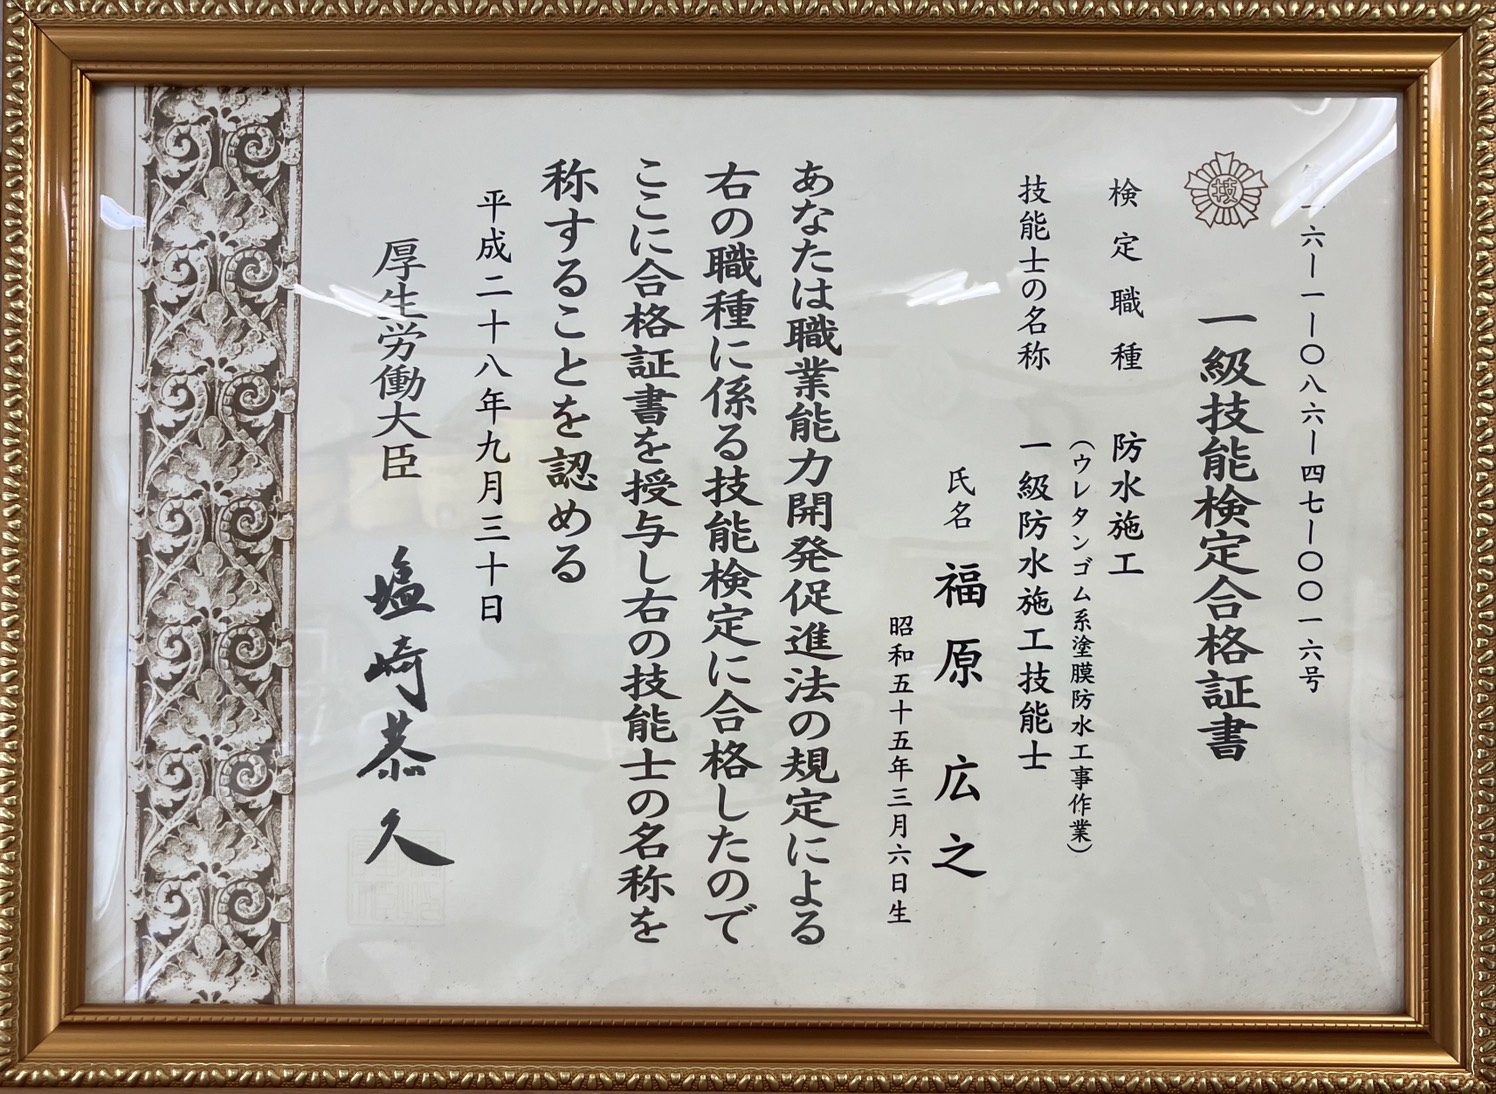 一六ー一ー〇八六ー四七ー〇〇一六号
技
一級技能検定合格証書
検定職種 防水施工
（ウレタンゴム系塗膜防水工事作業）
技能士の名称 一級防水施工技能士
氏名 福原 広之
昭和五十五年三月六日生
あなたは職業能力開発促進法の規定による
右の職種に係る技能検定に合格したので
ここに合格証書を授与し右の技能士の名称を
称することを認める
平成二十八年九月三十日
厚生労働大臣 塩崎恭久